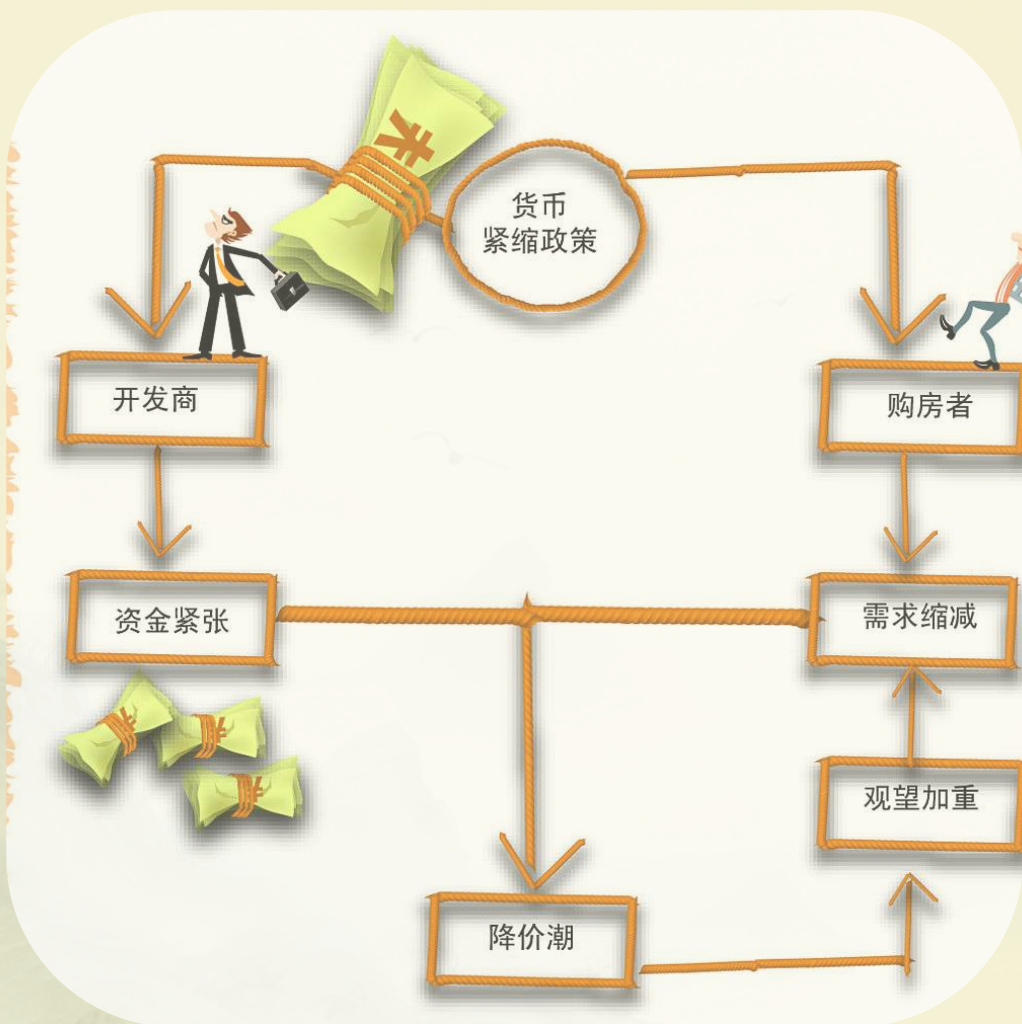 货币
紧缩政策
开发商
购房者
资金紧张
需求缩减
观望加重
降价潮